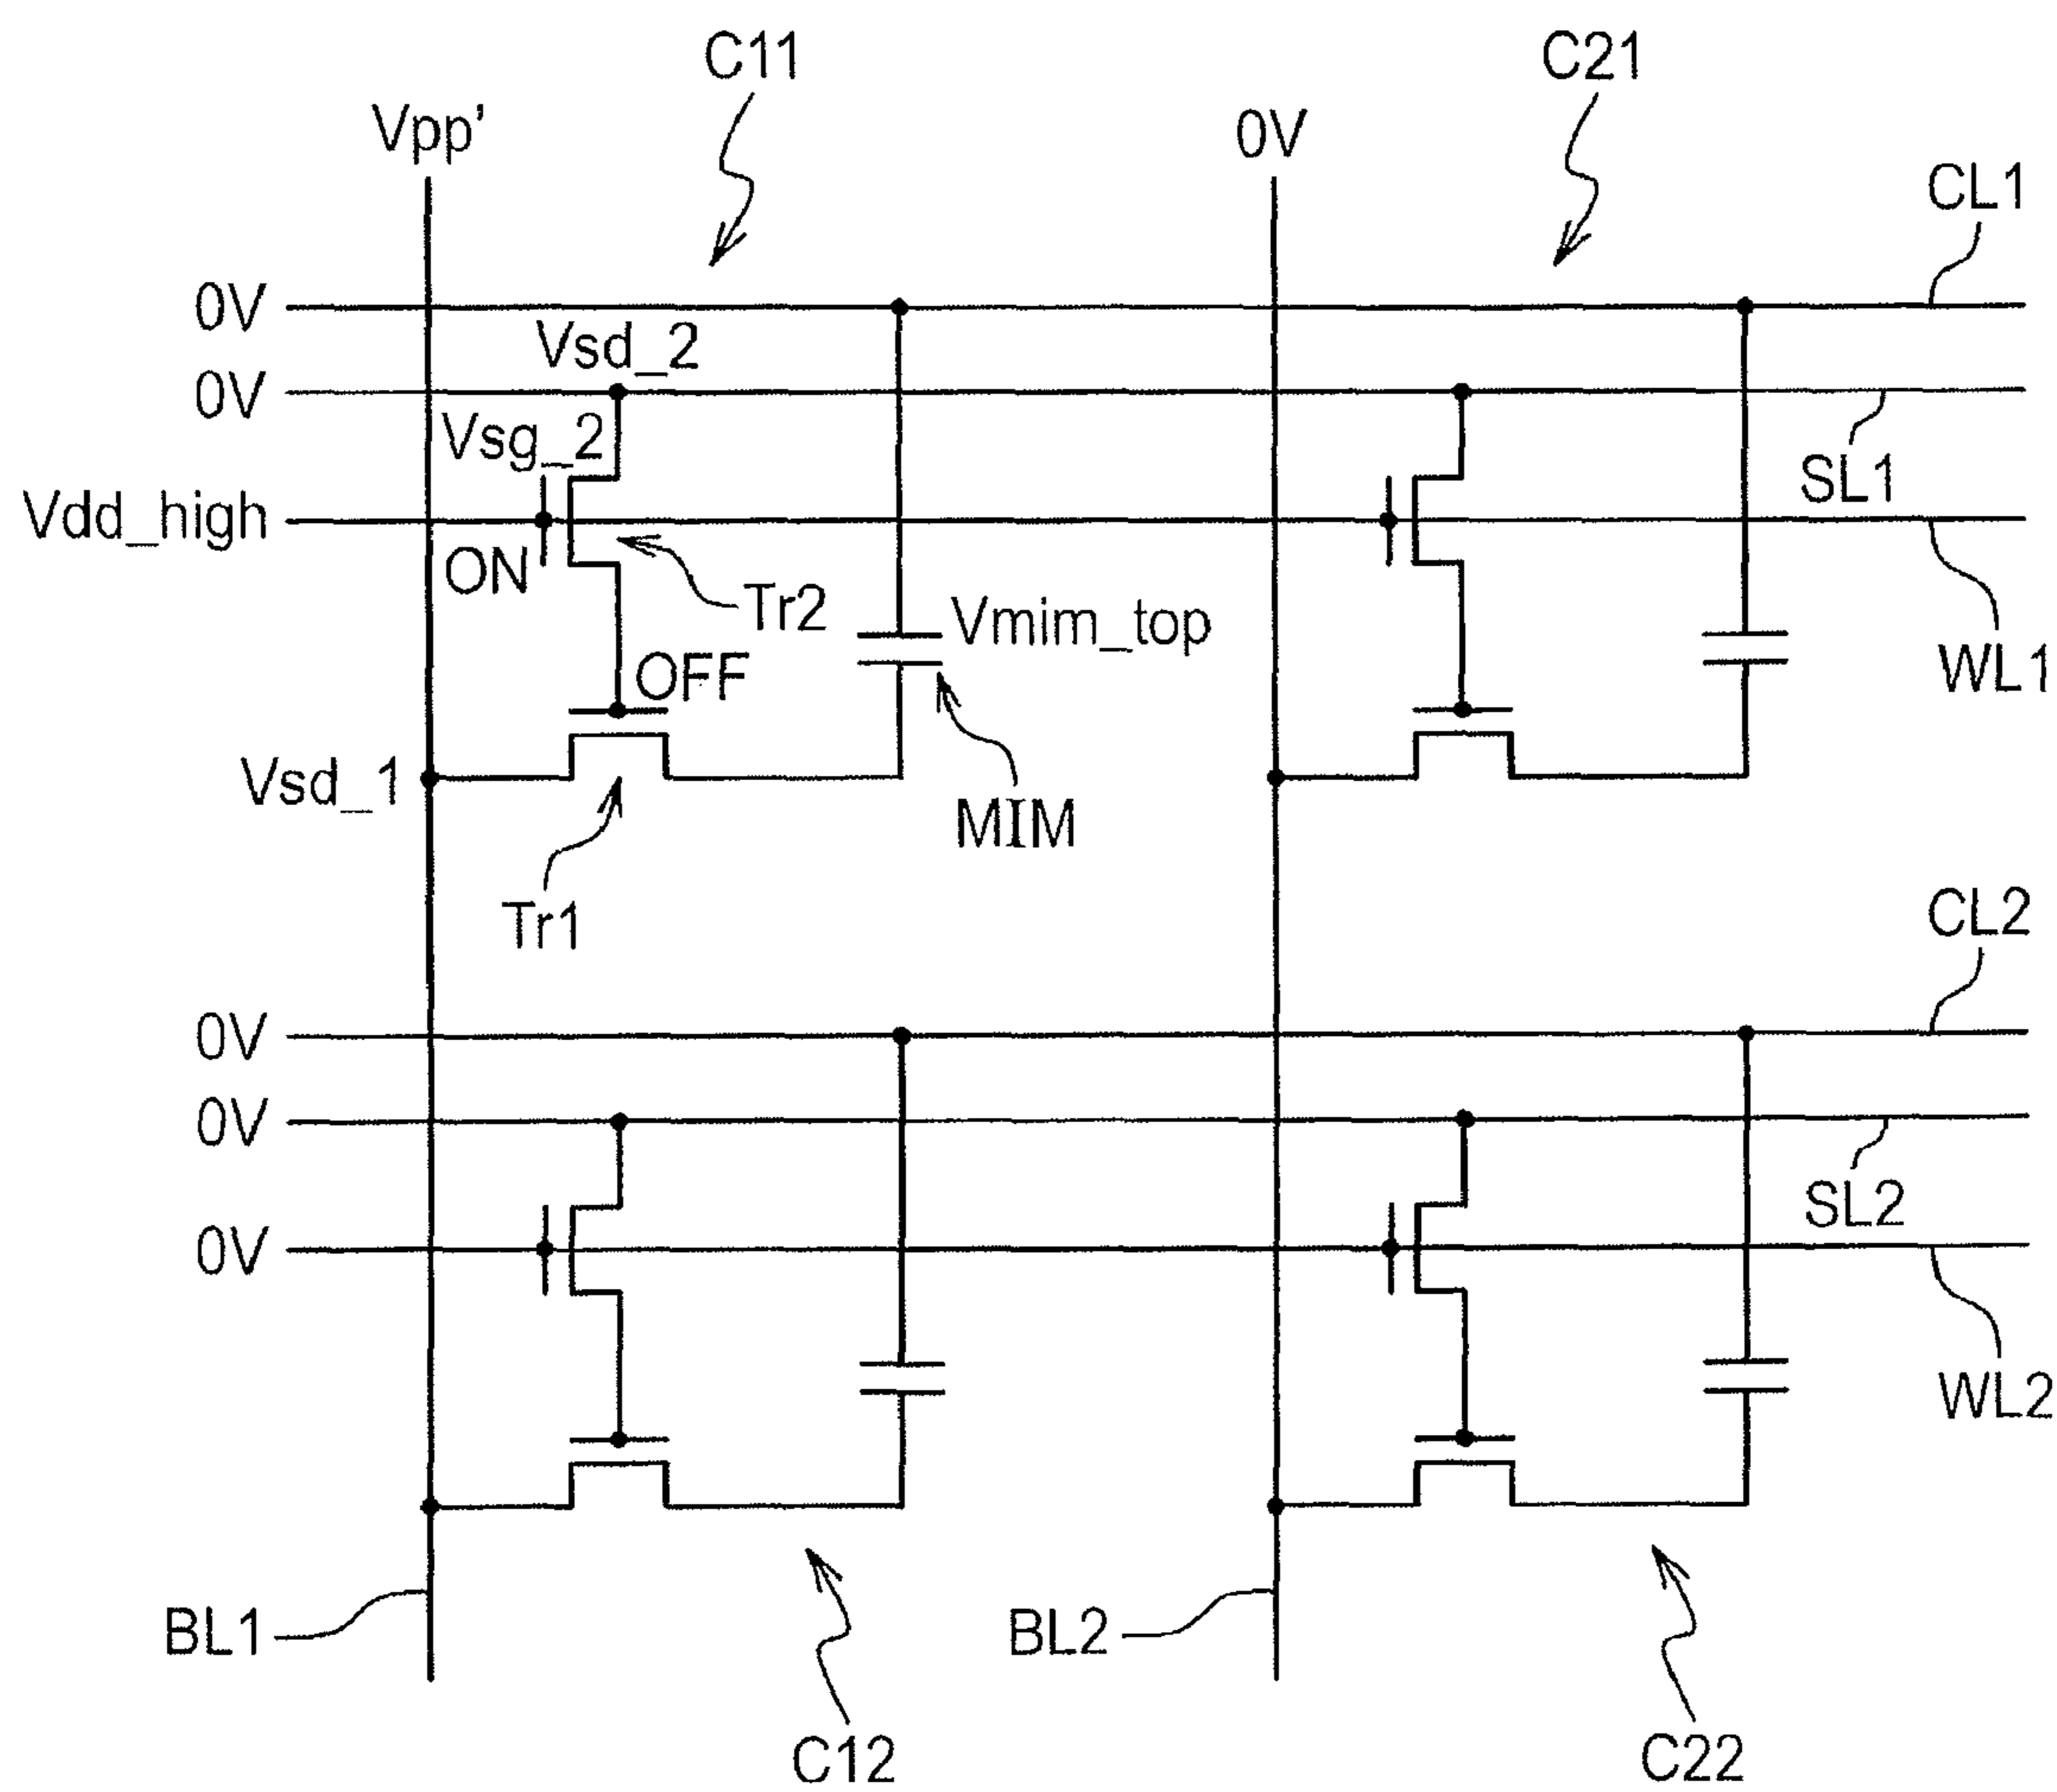 C11
C21
Vpp’
0V
CL1
0V
Vsd_2
0V
Vsg_2
SL1
Vdd_high
ON
Tr2
Vmim_top
WL1
OFF
Vsd_1
MIM
Tr1
CL2
0V
0V
SL2
0V
WL2
BL1
BL2
C12
C22